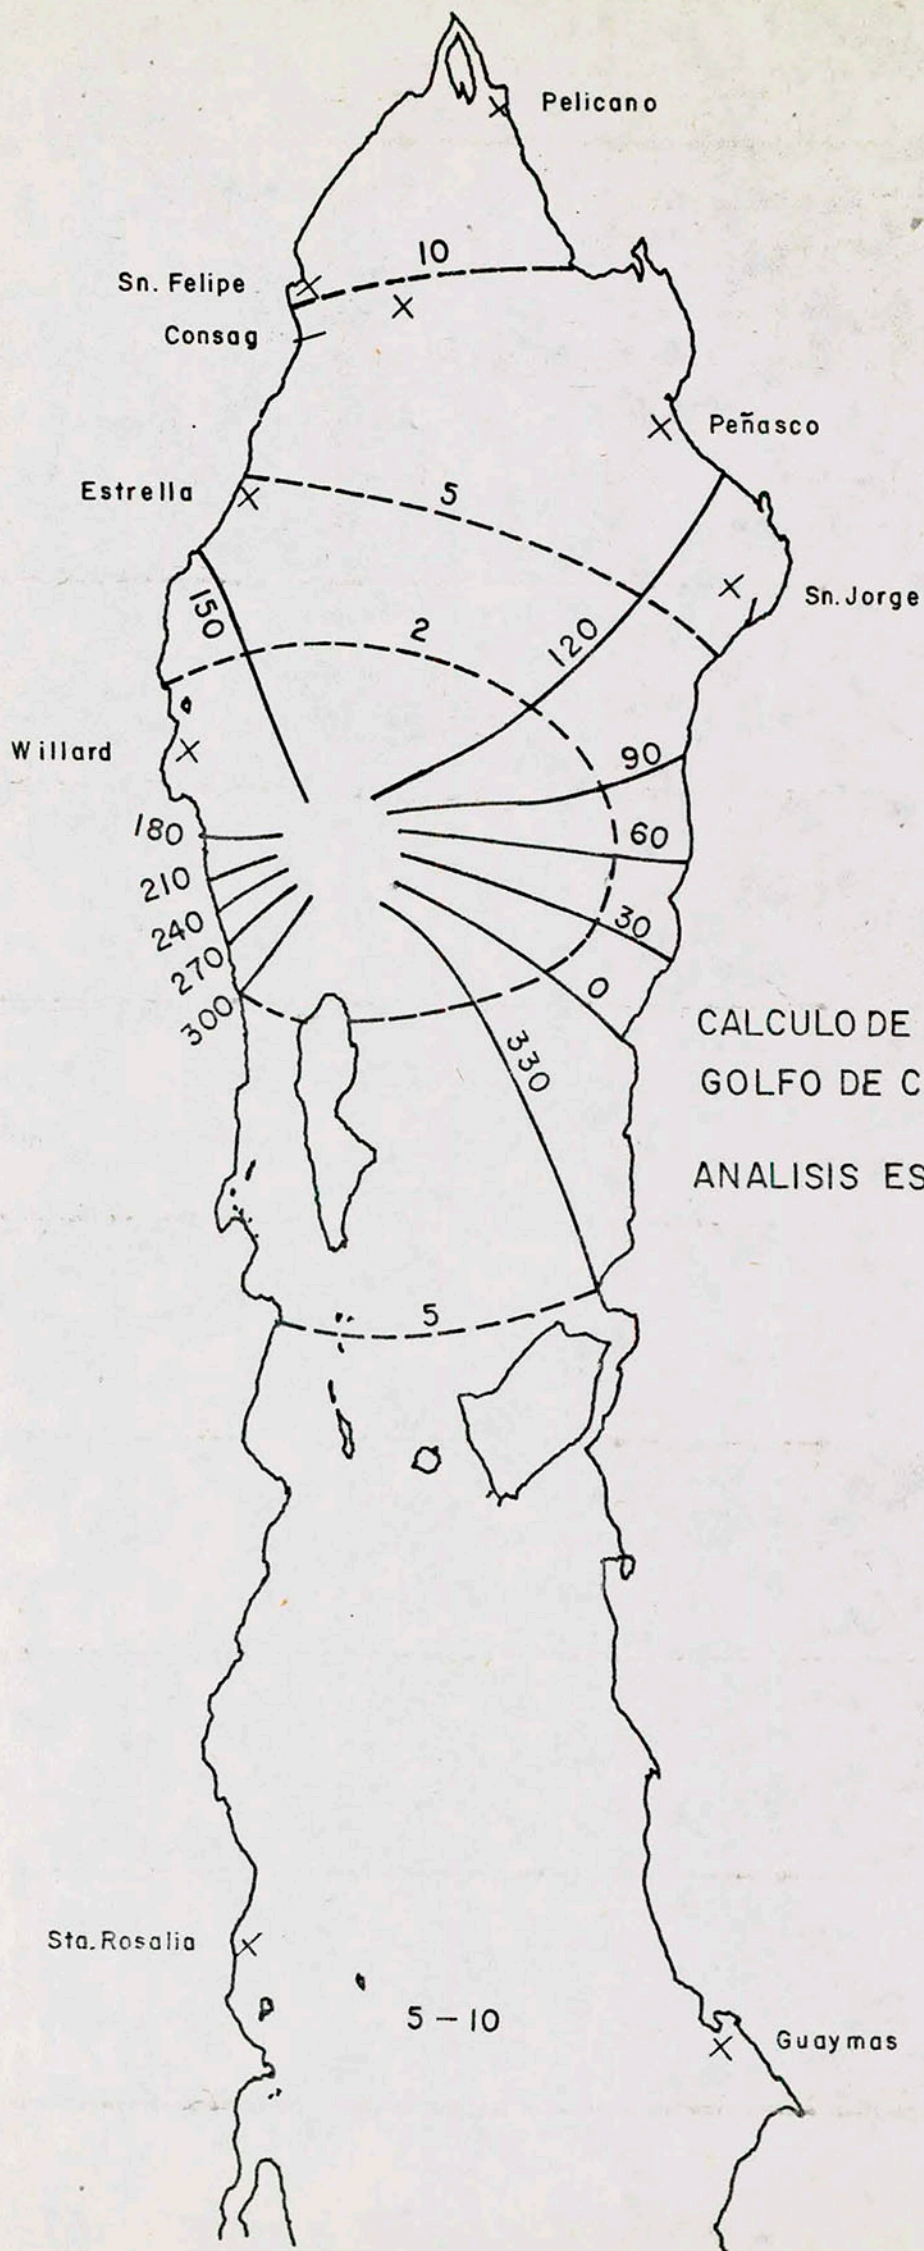 Pelicano
10
Sn. Felipe
Consag
Peñasco
Estrella
5
150
Sn. Jorge
2
120
Willard
90
180
60
210
240
30
270
0
300
330
CALCULO DE
GOLFO DE C
ANALISIS ES
5
Sta. Rosalia
5-10
Guaymas